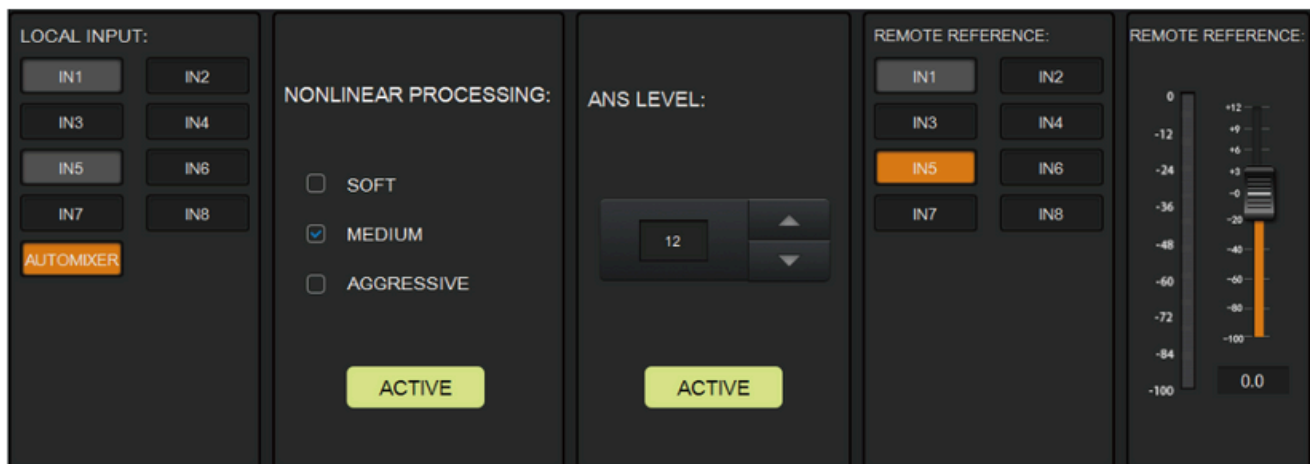 LOCAL INPUT:
IN1 IN2
IN3 IN4
IN5 IN6
IN7 IN8
AUTOMIXER
NONLINEAR PROCESSING:
SOFT
MEDIUM
AGGRESSIVE
ACTIVE
ANS LEVEL:
12
ACTIVE
REMOTE REFERENCE:
IN1 IN2
IN3 IN4
IN5 IN6
IN7 IN8
REMOTE REFERENCE:
0
-12
-24
-36
-48
-60
-72
-84
-100
+12
+9
+6
+3
-0
-20
-40
-60
-80
-100
0.0